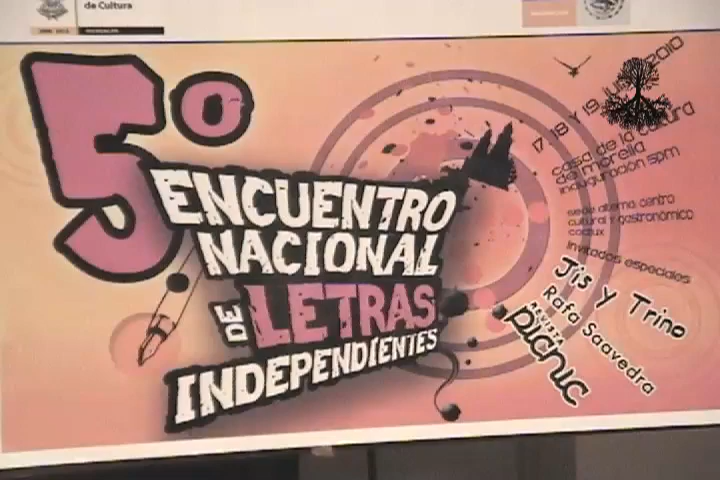 de Cultura
5º
ENCUENTRO
NACIONAL
DE LETRAS
INDEPENDIENTES
17 18 Y 19 2010
casa de la cultura
de morelia
inauguración 5pm
sede alterna: centro
cultural y gastronómico
invitados especiales
Jis y Trino
Rafa Saavedra
REVISTA
picnic